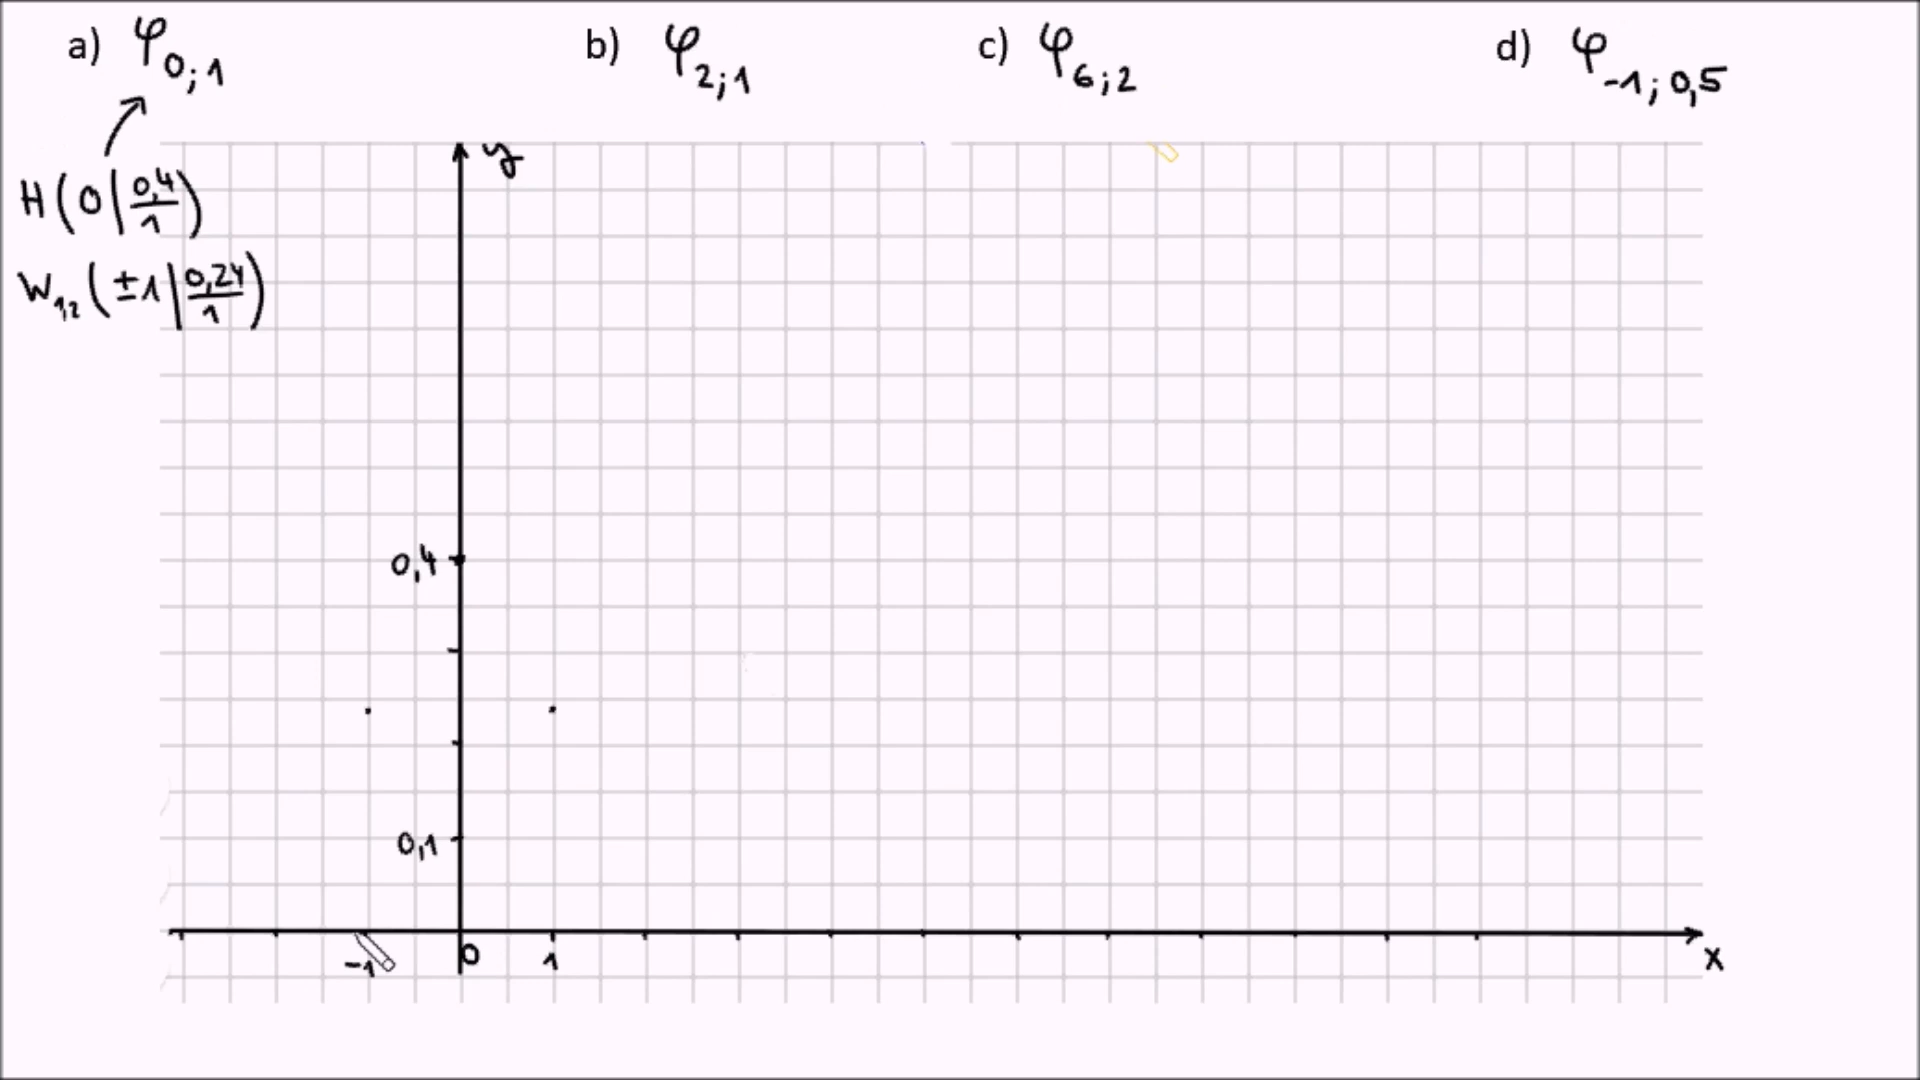 a) φ0;1 b) φ2;1 c) φ6;2 d) φ-1;0,5
y
H(0|0,4/1)
W1,2(±1|0,24/1)
0,4
0,1
-1 0 1 x